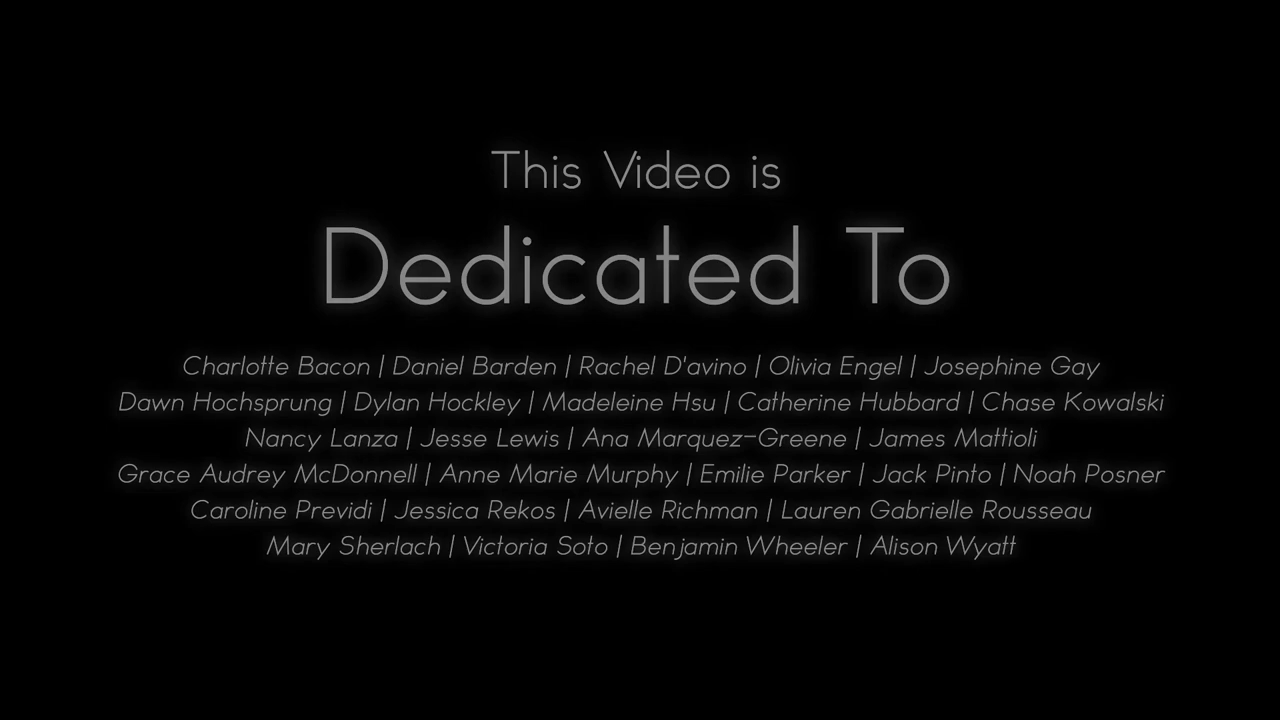 This Video is
Dedicated To
Charlotte Bacon | Daniel Barden | Rachel D'avino | Olivia Engel | Josephine Gay
Dawn Hochsprung | Dylan Hockley | Madeleine Hsu | Catherine Hubbard | Chase Kowalski
Nancy Lanza | Jesse Lewis | Ana Marquez-Greene | James Mattioli
Grace Audrey McDonnell | Anne Marie Murphy | Emilie Parker | Jack Pinto | Noah Posner
Caroline Previdi | Jessica Rekos | Avielle Richman | Lauren Gabrielle Rousseau
Mary Sherlach | Victoria Soto | Benjamin Wheeler | Alison Wyatt